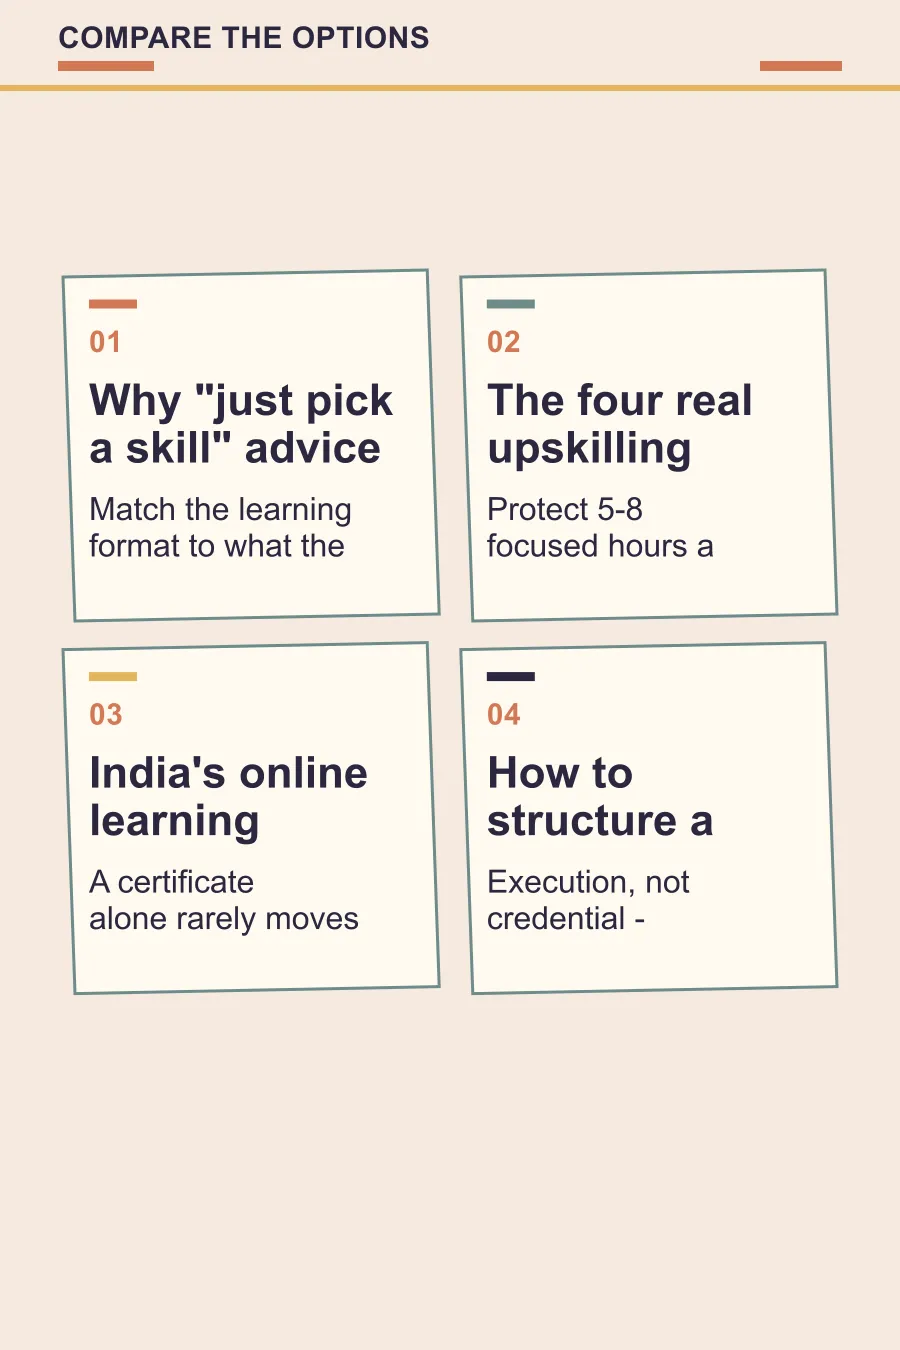 COMPARE THE OPTIONS
01
Why "just pick
a skill" advice
Match the learning
format to what the
02
The four real
upskilling
Protect 5-8
focused hours a
03
India's online
learning
A certificate
alone rarely moves
04
How to
structure a
Execution, not
credential -